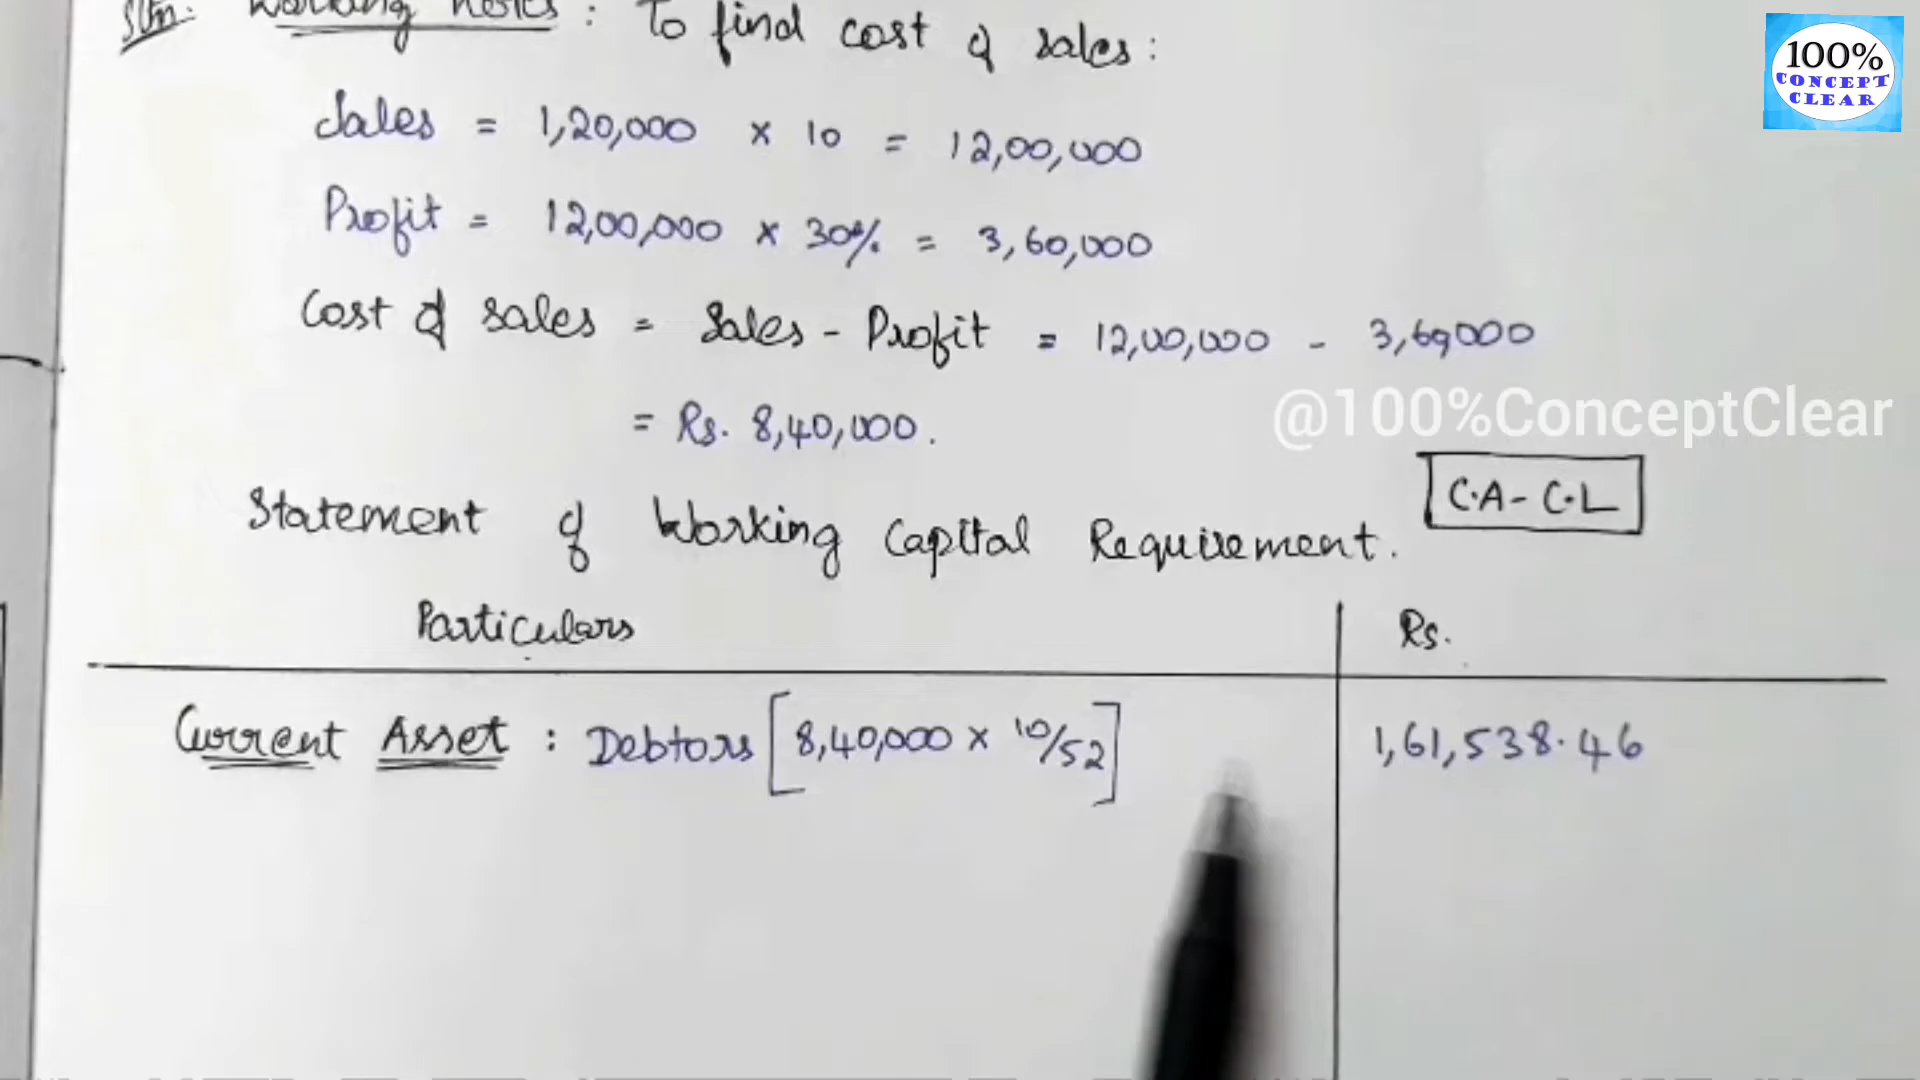 Sln. Working Notes : To find cost of sales :
100%
CONCEPT
CLEAR
Sales = 1,20,000 x 10 = 12,00,000
Profit = 12,00,000 x 30% = 3,60,000
Cost of sales = Sales - Profit = 12,00,000 - 3,60,000
@100%ConceptClear
= Rs. 8,40,000.
C.A - C.L
Statement of Working Capital Requirement.
Particulars Rs.
Current Asset : Debtors [8,40,000 x 10/52] 1,61,538.46